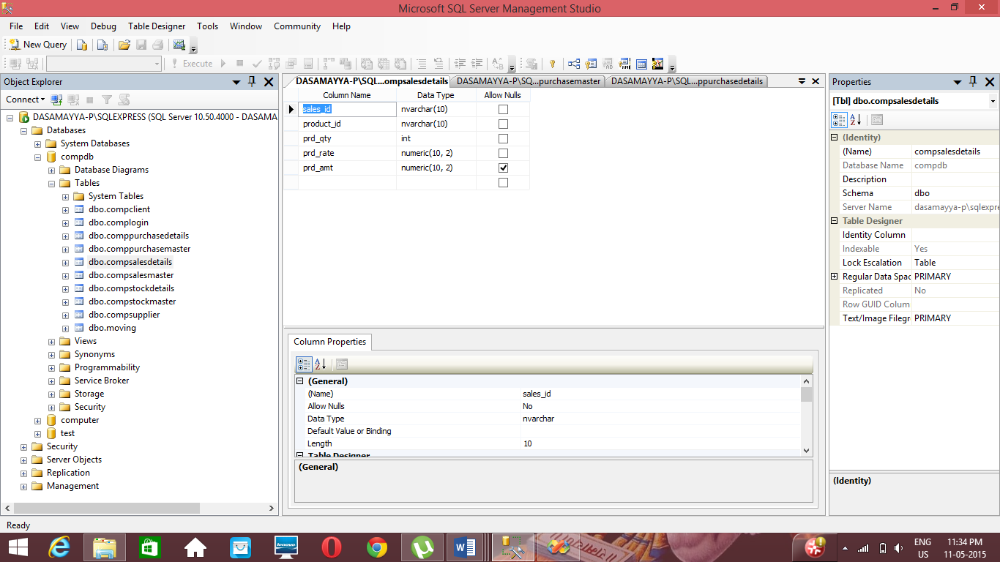 Microsoft SQL Server Management Studio
File Edit View Debug Table Designer Tools Window Community Help
New Query
Execute
Object Explorer
Connect
DASAMAYYA-P\SQLEXPRESS (SQL Server 10.50.4000 - DASAMA
Databases
System Databases
compdb
Database Diagrams
Tables
System Tables
dbo.compclient
dbo.complogin
dbo.comppurchasedetails
dbo.comppurchasemaster
dbo.compsalesdetails
dbo.compsalesmaster
dbo.compstockdetails
dbo.compstockmaster
dbo.compsupplier
dbo.moving
Views
Synonyms
Programmability
Service Broker
Storage
Security
computer
test
Security
Server Objects
Replication
Management
DASAMAYYA-P\SQL...ompsalesdetails DASAMAYYA-P\SQ...purchasemaster DASAMAYYA-P\SQL...ppurchasedetails
Column Name Data Type Allow Nulls
sales_id nvarchar(10)
product_id nvarchar(10)
prd_qty int
prd_rate numeric(10, 2)
prd_amt numeric(10, 2)
Column Properties
(General)
(Name) sales_id
Allow Nulls No
Data Type nvarchar
Default Value or Binding
Length 10
Table Designer
(General)
Properties
[Tbl] dbo.compsalesdetails
(Identity)
(Name) compsalesdetails
Database Name compdb
Description
Schema dbo
Server Name dasamayya-p\sqlexpre
Table Designer
Identity Column
Indexable Yes
Lock Escalation Table
Regular Data Spac PRIMARY
Replicated No
Row GUID Colum
Text/Image Filegr PRIMARY
(Identity)
Ready
lenovo
ENG 11:34 PM
US 11-05-2015